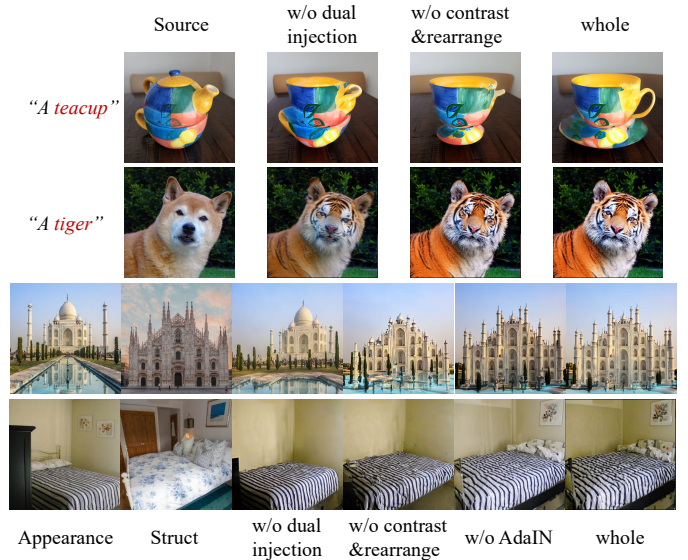 Source
w/o dual
injection
w/o contrast
&rearrange
whole
“A teacup”
“A tiger”
Appearance
Struct
w/o dual
injection
w/o contrast
&rearrange
w/o AdaIN
whole